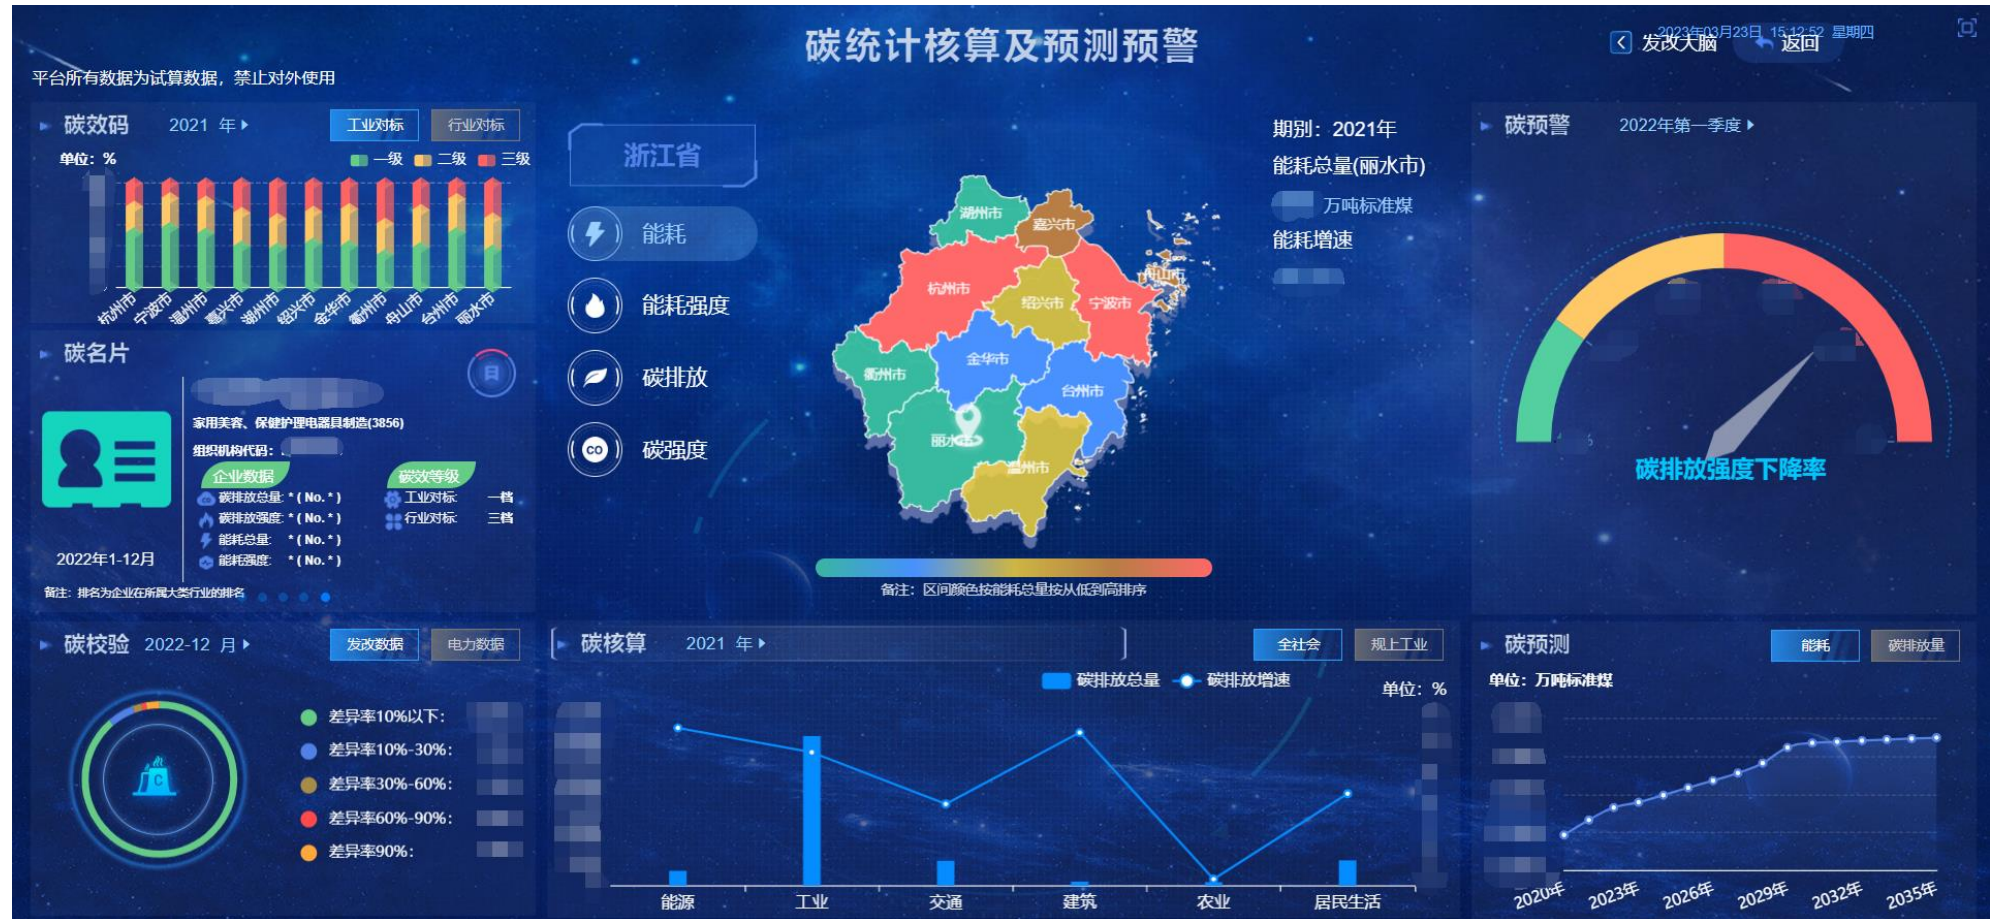 碳统计核算及预测预警
2023年03月23日 15:12:52 星期四
发改大脑
返回
平台所有数据为试算数据，禁止对外使用
碳效码
2021 年
工业对标
行业对标
单位：%
一级
二级
三级
杭州市
宁波市
温州市
嘉兴市
湖州市
绍兴市
金华市
衢州市
舟山市
台州市
丽水市
碳名片
家用美容、保健护理电器具制造(3856)
组织机构代码：
企业数据
碳效等级
碳排放总量: * ( No. * )
工业对标: 一档
碳排放强度: * ( No. * )
行业对标: 三档
能耗总量: * ( No. * )
能耗强度: * ( No. * )
2022年1-12月
备注：排名为企业在所属大类行业的排名
碳校验
2022-12 月
发改数据
电力数据
差异率10%以下：
差异率10%-30%：
差异率30%-60%：
差异率60%-90%：
差异率90%：
浙江省
能耗
能耗强度
碳排放
碳强度
湖州市
嘉兴市
杭州市
绍兴市
宁波市
舟山市
金华市
衢州市
台州市
丽水市
温州市
备注：区间颜色按能耗总量按从低到高排序
期别：2021年
能耗总量(丽水市)
万吨标准煤
能耗增速
碳核算
2021 年
全社会
规上工业
碳排放总量
碳排放增速
单位：%
能源
工业
交通
建筑
农业
居民生活
碳预警
2022年第一季度
碳排放强度下降率
碳预测
能耗
碳排放量
单位：万吨标准煤
2020年
2023年
2026年
2029年
2032年
2035年